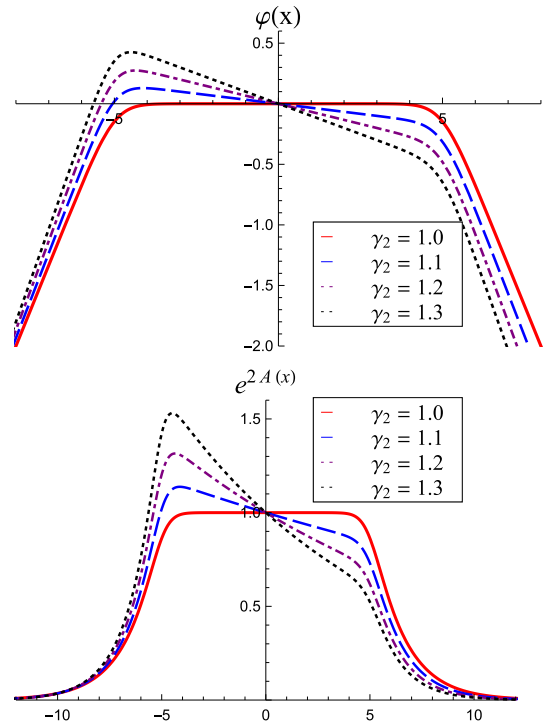 φ(x)
0.5
-5
5
-0.5
-1.0
-1.5
-2.0
γ₂ = 1.0
γ₂ = 1.1
γ₂ = 1.2
γ₂ = 1.3
e^{2 A (x)}
1.5
1.0
0.5
-10
-5
0
5
10
γ₂ = 1.0
γ₂ = 1.1
γ₂ = 1.2
γ₂ = 1.3